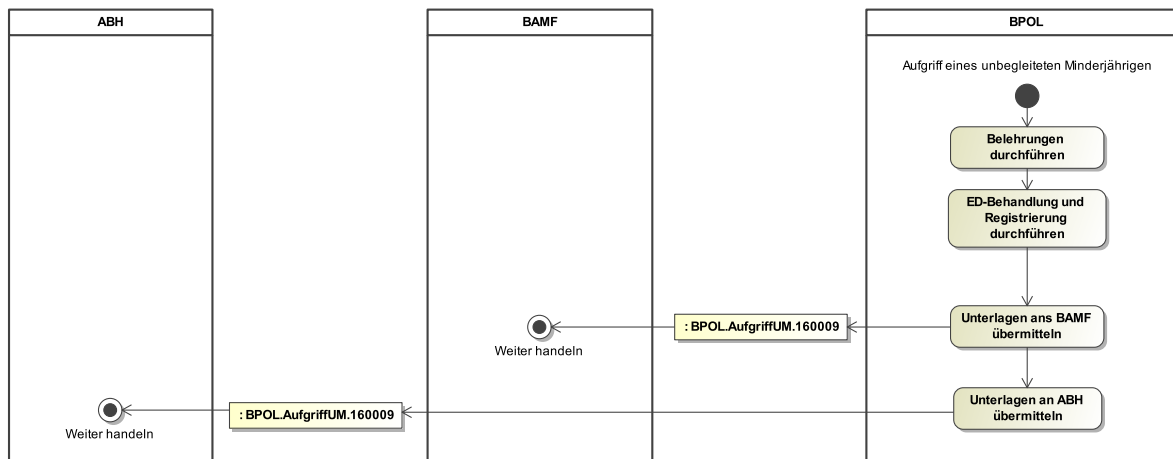 ABH
BAMF
BPOL
Aufgriff eines unbegleiteten Minderjährigen
Belehrungen
durchführen
ED-Behandlung und
Registrierung
durchführen
Unterlagen ans BAMF
übermitteln
: BPOL.AufgriffUM.160009
Weiter handeln
Unterlagen an ABH
übermitteln
: BPOL.AufgriffUM.160009
Weiter handeln